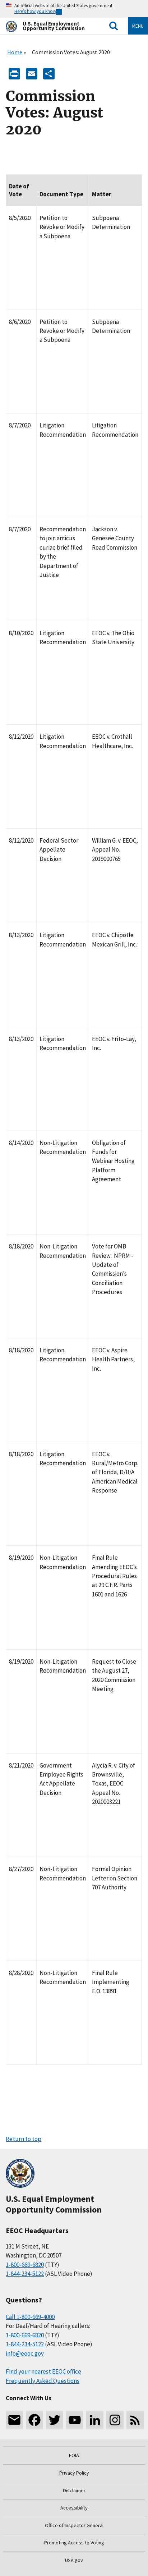 An official website of the United States government
Here's how you know
U.S. Equal Employment
Opportunity Commission
MENU
Home » Commission Votes: August 2020
Commission
Votes: August
2020
Date of
Vote
Document Type
Matter
8/5/2020
Petition to
Revoke or Modify
a Subpoena
Subpoena
Determination
8/6/2020
Petition to
Revoke or Modify
a Subpoena
Subpoena
Determination
8/7/2020
Litigation
Recommendation
Litigation
Recommendation
8/7/2020
Recommendation
to join amicus
curiae brief filed
by the
Department of
Justice
Jackson v.
Genesee County
Road Commission
8/10/2020
Litigation
Recommendation
EEOC v. The Ohio
State University
8/12/2020
Litigation
Recommendation
EEOC v. Crothall
Healthcare, Inc.
8/12/2020
Federal Sector
Appellate
Decision
William G. v. EEOC,
Appeal No.
2019000765
8/13/2020
Litigation
Recommendation
EEOC v. Chipotle
Mexican Grill, Inc.
8/13/2020
Litigation
Recommendation
EEOC v. Frito-Lay,
Inc.
8/14/2020
Non-Litigation
Recommendation
Obligation of
Funds for
Webinar Hosting
Platform
Agreement
8/18/2020
Non-Litigation
Recommendation
Vote for OMB
Review: NPRM -
Update of
Commission's
Conciliation
Procedures
8/18/2020
Litigation
Recommendation
EEOC v. Aspire
Health Partners,
Inc.
8/18/2020
Litigation
Recommendation
EEOC v.
Rural/Metro Corp.
of Florida, D/B/A
American Medical
Response
8/19/2020
Non-Litigation
Recommendation
Final Rule
Amending EEOC's
Procedural Rules
at 29 C.F.R. Parts
1601 and 1626
8/19/2020
Non-Litigation
Recommendation
Request to Close
the August 27,
2020 Commission
Meeting
8/21/2020
Government
Employee Rights
Act Appellate
Decision
Alycia R. v. City of
Brownsville,
Texas, EEOC
Appeal No.
2020003221
8/27/2020
Non-Litigation
Recommendation
Formal Opinion
Letter on Section
707 Authority
8/28/2020
Non-Litigation
Recommendation
Final Rule
Implementing
E.O. 13891
Return to top
U.S. Equal Employment
Opportunity Commission
EEOC Headquarters
131 M Street, NE
Washington, DC 20507
1-800-669-6820 (TTY)
1-844-234-5122 (ASL Video Phone)
Questions?
Call 1-800-669-4000
For Deaf/Hard of Hearing callers:
1-800-669-6820 (TTY)
1-844-234-5122 (ASL Video Phone)
info@eeoc.gov
Find your nearest EEOC office
Frequently Asked Questions
Connect With Us
FOIA
Privacy Policy
Disclaimer
Accessibility
Office of Inspector General
Promoting Access to Voting
USA.gov